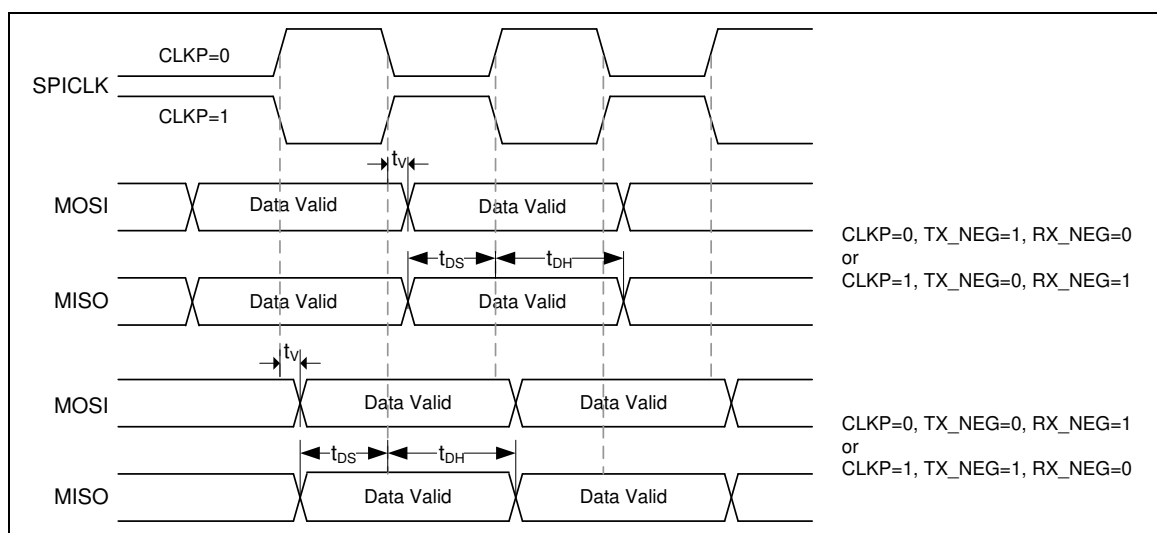 CLKP=0
SPICLK
CLKP=1
tV
MOSI
Data Valid
Data Valid
CLKP=0, TX_NEG=1, RX_NEG=0
or
CLKP=1, TX_NEG=0, RX_NEG=1
tDS
tDH
MISO
Data Valid
Data Valid
tV
MOSI
Data Valid
Data Valid
CLKP=0, TX_NEG=0, RX_NEG=1
or
CLKP=1, TX_NEG=1, RX_NEG=0
tDS
tDH
MISO
Data Valid
Data Valid